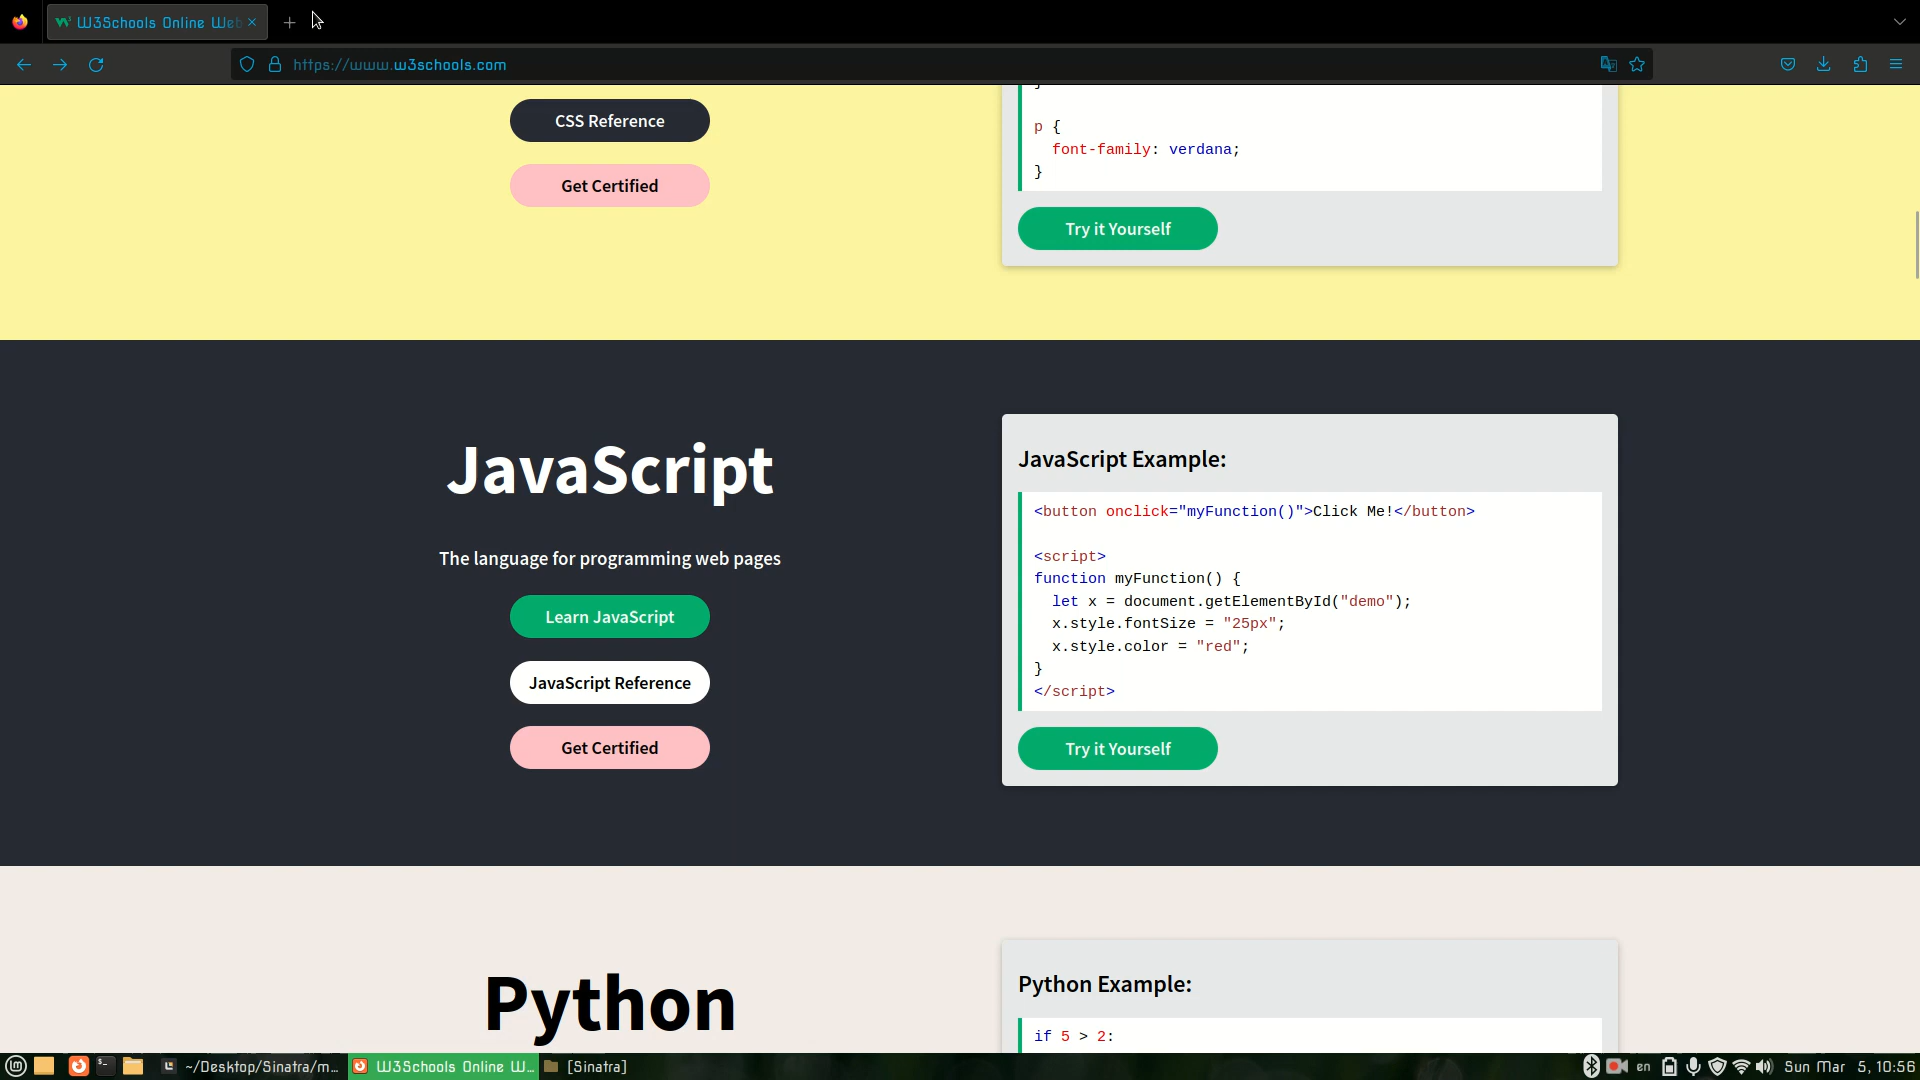 W3Schools Online Web
https://www.w3schools.com
CSS Reference
Get Certified
p {
  font-family: verdana;
}
Try it Yourself
JavaScript
The language for programming web pages
Learn JavaScript
JavaScript Reference
Get Certified
JavaScript Example:
<button onclick="myFunction()">Click Me!</button>
<script>
function myFunction() {
  let x = document.getElementById("demo");
  x.style.fontSize = "25px";
  x.style.color = "red";
}
</script>
Try it Yourself
Python
Python Example:
if 5 > 2:
~/Desktop/Sinatra/m...
W3Schools Online W...
[Sinatra]
en
Sun Mar 5, 10:56